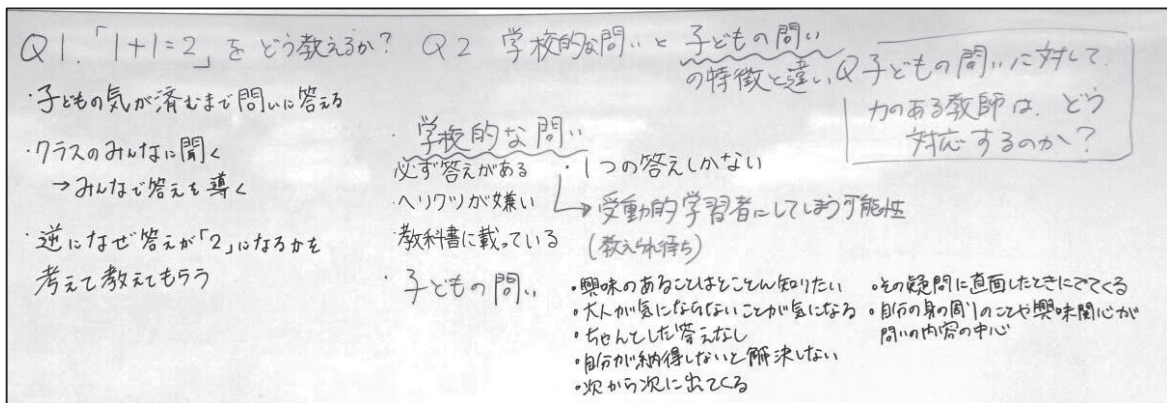 Q1.「1+1=2」をどう教えるか?
・子どもの気が済むまで問いに答える
・クラスのみんなに聞く
→みんなで答えを導く
・逆になぜ答えが「2」になるかを
考えて教えてもらう
Q2 学校的な問いと子どもの問い
の特徴と違い
・学校的な問い
必ず答えがある
・ヘリクツが嫌い
・教科書に載っている
・1つの答えしかない
→受動的学習者にしてしまう可能性
(教えられ待ち)
・子どもの問い
・興味のあることはとことん知りたい
・大人が気にならないことが気になる
・ちゃんとした答えなし
・自分が納得しないと解決しない
・次から次に出てくる
・その疑問に直面したときにでてくる
・自分の身の周りのことや興味関心が
問いの内容の中心
Q子どもの問いに対して
力のある教師は、どう
対応するのか?